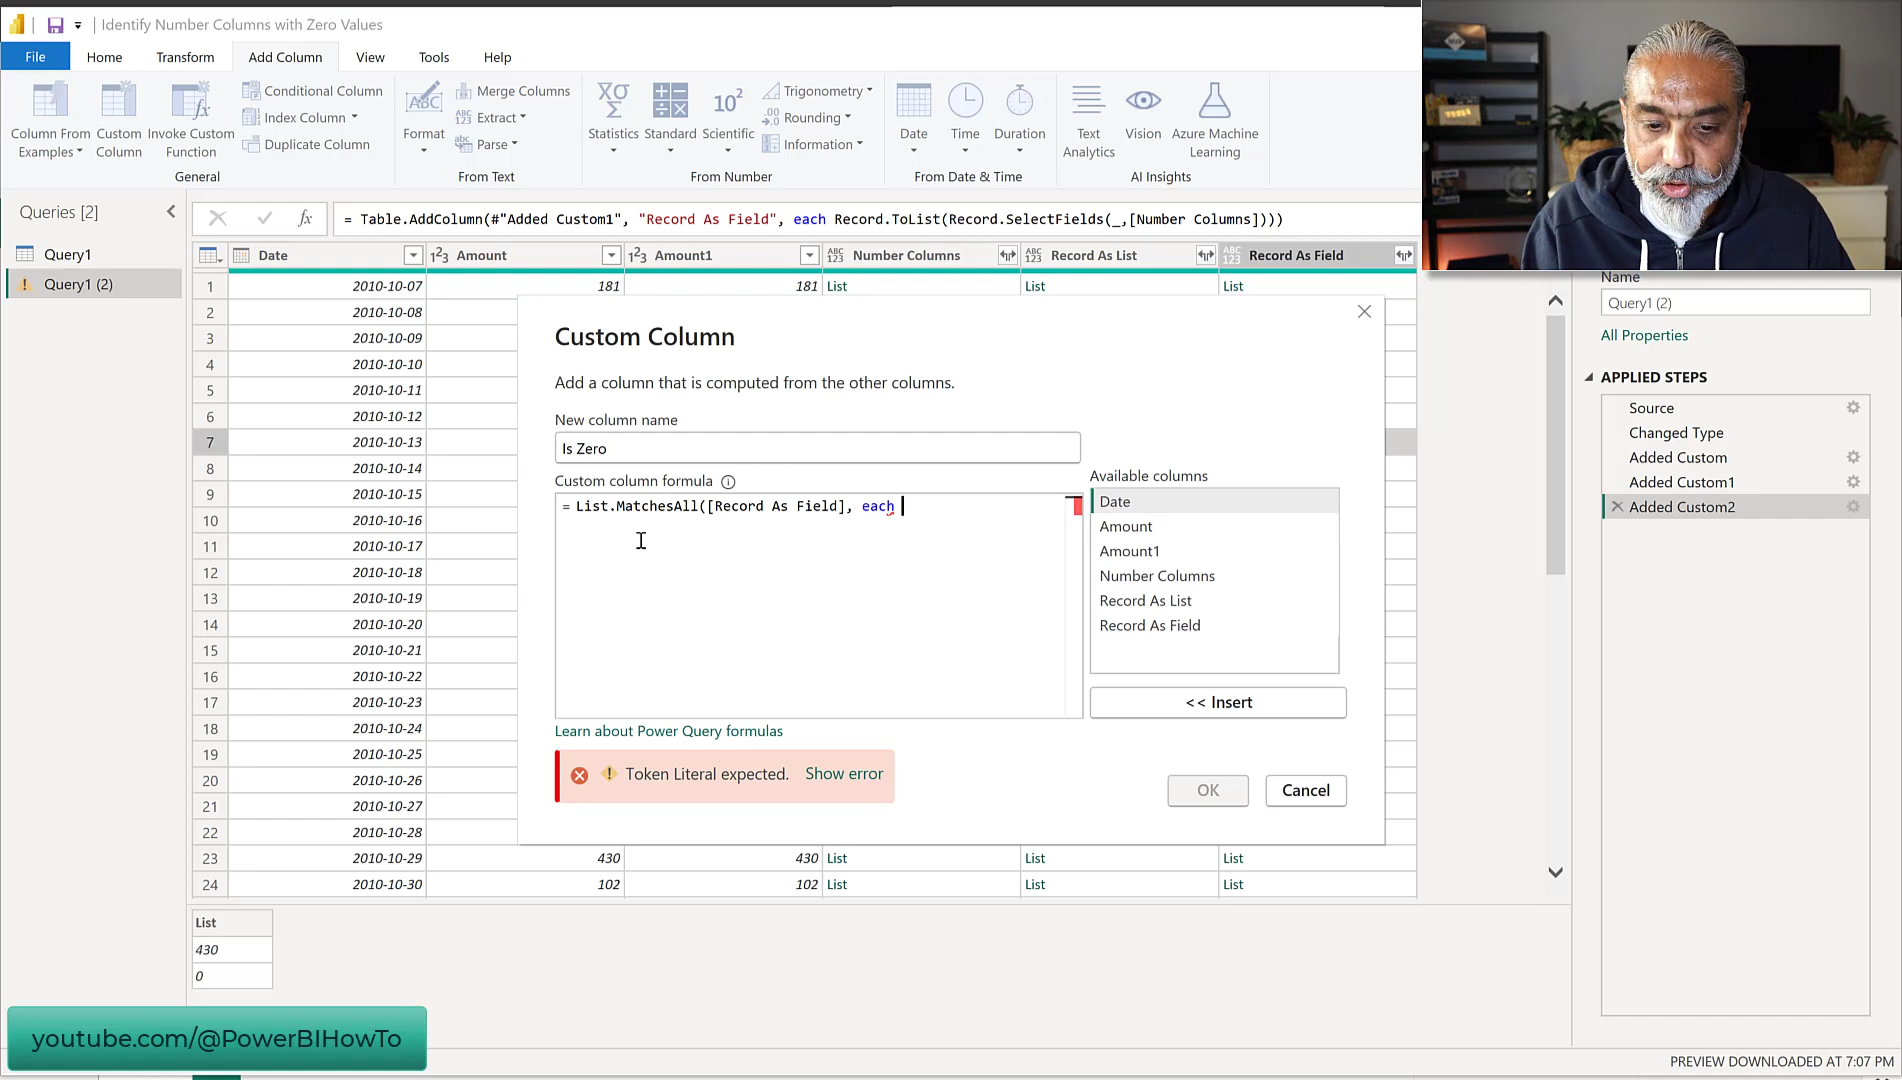 Identify Number Columns with Zero Values
File
Home
Transform
Add Column
View
Tools
Help
Column From Examples
Custom Column
Invoke Custom Function
Conditional Column
Index Column
Duplicate Column
General
Format
Merge Columns
Extract
Parse
From Text
Statistics
Standard
Scientific
Trigonometry
Rounding
Information
From Number
Date
Time
Duration
From Date & Time
Text Analytics
Vision
Azure Machine Learning
AI Insights
Queries [2]
Query1
Query1 (2)
= Table.AddColumn(#"Added Custom1", "Record As Field", each Record.ToList(Record.SelectFields(_,[Number Columns])))
Date Amount Amount1 Number Columns Record As List Record As Field
1 2010-10-07 181 181 List List List
2 2010-10-08
3 2010-10-09
4 2010-10-10
5 2010-10-11
6 2010-10-12
7 2010-10-13
8 2010-10-14
9 2010-10-15
10 2010-10-16
11 2010-10-17
12 2010-10-18
13 2010-10-19
14 2010-10-20
15 2010-10-21
16 2010-10-22
17 2010-10-23
18 2010-10-24
19 2010-10-25
20 2010-10-26
21 2010-10-27
22 2010-10-28
23 2010-10-29 430 430 List List List
24 2010-10-30 102 102 List List List
Custom Column
Add a column that is computed from the other columns.
New column name
Is Zero
Custom column formula
= List.MatchesAll([Record As Field], each
Available columns
Date
Amount
Amount1
Number Columns
Record As List
Record As Field
<< Insert
Learn about Power Query formulas
Token Literal expected. Show error
OK
Cancel
Name
Query1 (2)
All Properties
APPLIED STEPS
Source
Changed Type
Added Custom
Added Custom1
Added Custom2
List
430
0
youtube.com/@PowerBIHowTo
PREVIEW DOWNLOADED AT 7:07 PM